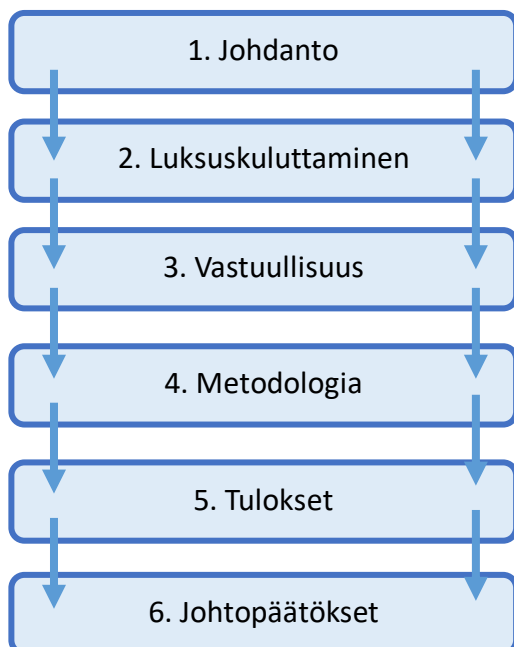 1. Johdanto
2. Luksuskuluttaminen
3. Vastuullisuus
4. Metodologia
5. Tulokset
6. Johtopäätökset